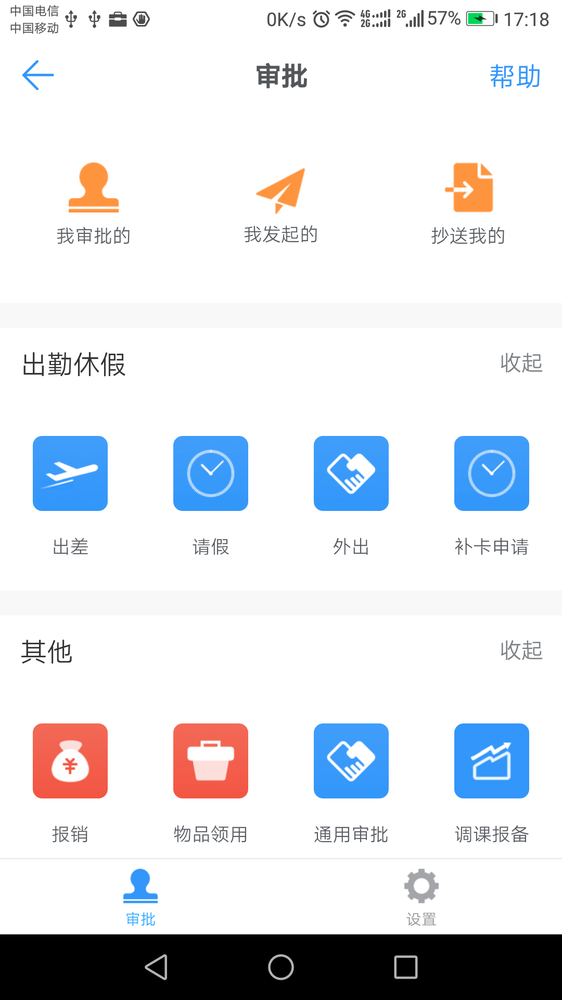 中国电信
中国移动
0K/s 4G 2G 2G 57% 17:18
审批 帮助
我审批的 我发起的 抄送我的
出勤休假 收起
出差 请假 外出 补卡申请
其他 收起
¥
报销 物品领用 通用审批 调课报备
审批 设置